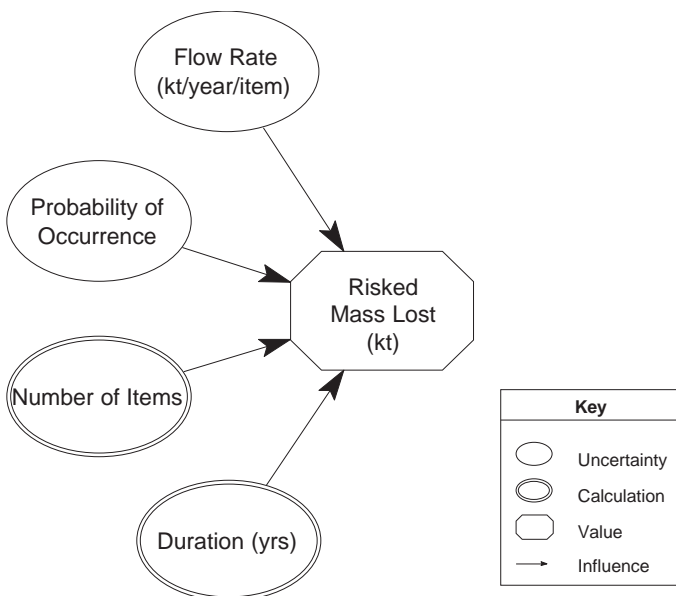 Flow Rate
(kt/year/item)
Probability of
Occurrence
Risked
Mass Lost
(kt)
Number of Items
Duration (yrs)
Key
Uncertainty
Calculation
Value
Influence